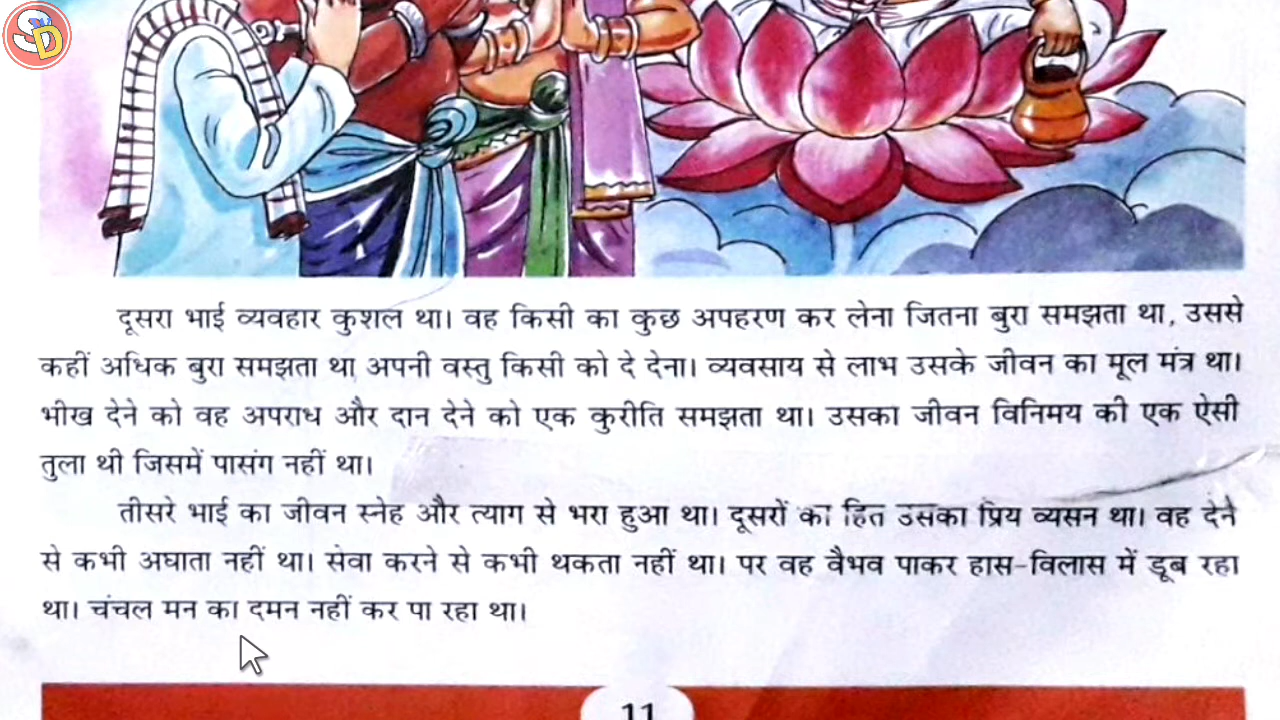 SD
दूसरा भाई व्यवहार कुशल था। वह किसी का कुछ अपहरण कर लेना जितना बुरा समझता था, उससे
कहीं अधिक बुरा समझता था अपनी वस्तु किसी को दे देना। व्यवसाय से लाभ उसके जीवन का मूल मंत्र था।
भीख देने को वह अपराध और दान देने को एक कुरीति समझता था। उसका जीवन विनिमय की एक ऐसी
तुला थी जिसमें पासंग नहीं था।
तीसरे भाई का जीवन स्नेह और त्याग से भरा हुआ था। दूसरों का हित उसका प्रिय व्यसन था। वह देने
से कभी अघाता नहीं था। सेवा करने से कभी थकता नहीं था। पर वह वैभव पाकर हास-विलास में डूब रहा
था। चंचल मन का दमन नहीं कर पा रहा था।
11